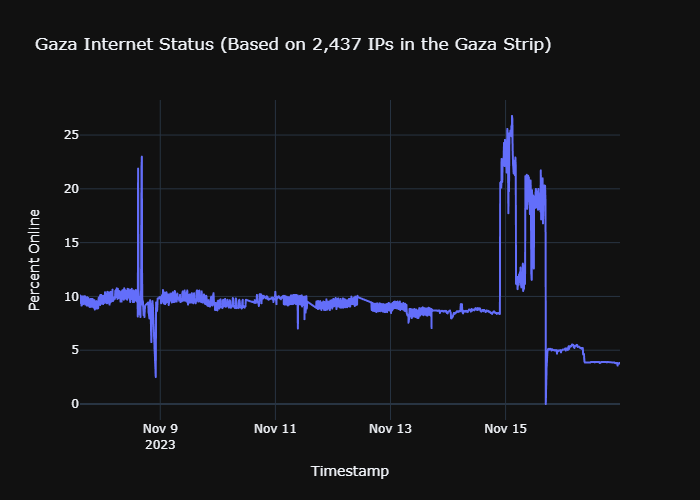 Gaza Internet Status (Based on 2,437 IPs in the Gaza Strip)
Percent Online
25
20
15
10
5
0
Nov 9
2023
Nov 11
Nov 13
Nov 15
Timestamp